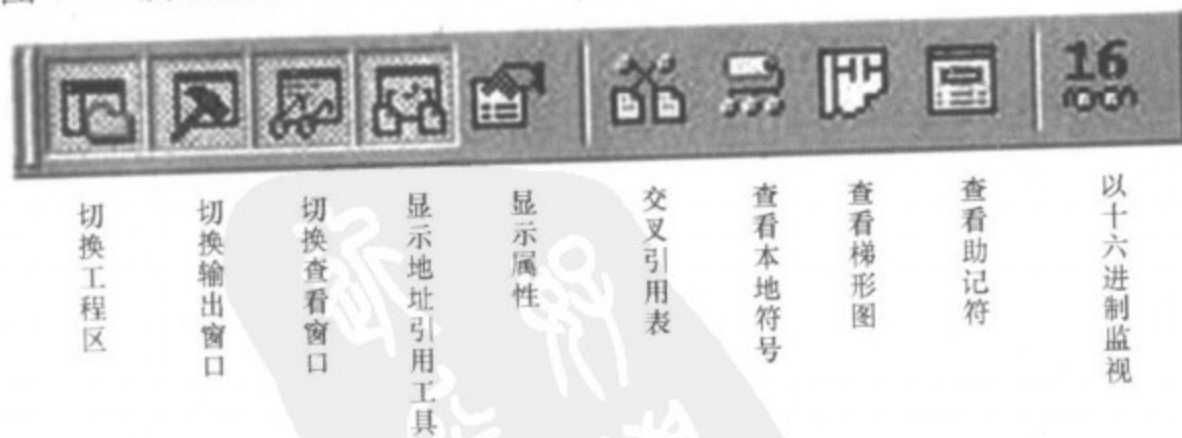 16
切换工程区
切换输出窗口
切换查看窗口
显示地址引用工具
显示属性
交叉引用表
查看本地符号
查看梯形图
查看助记符
以十六进制监视